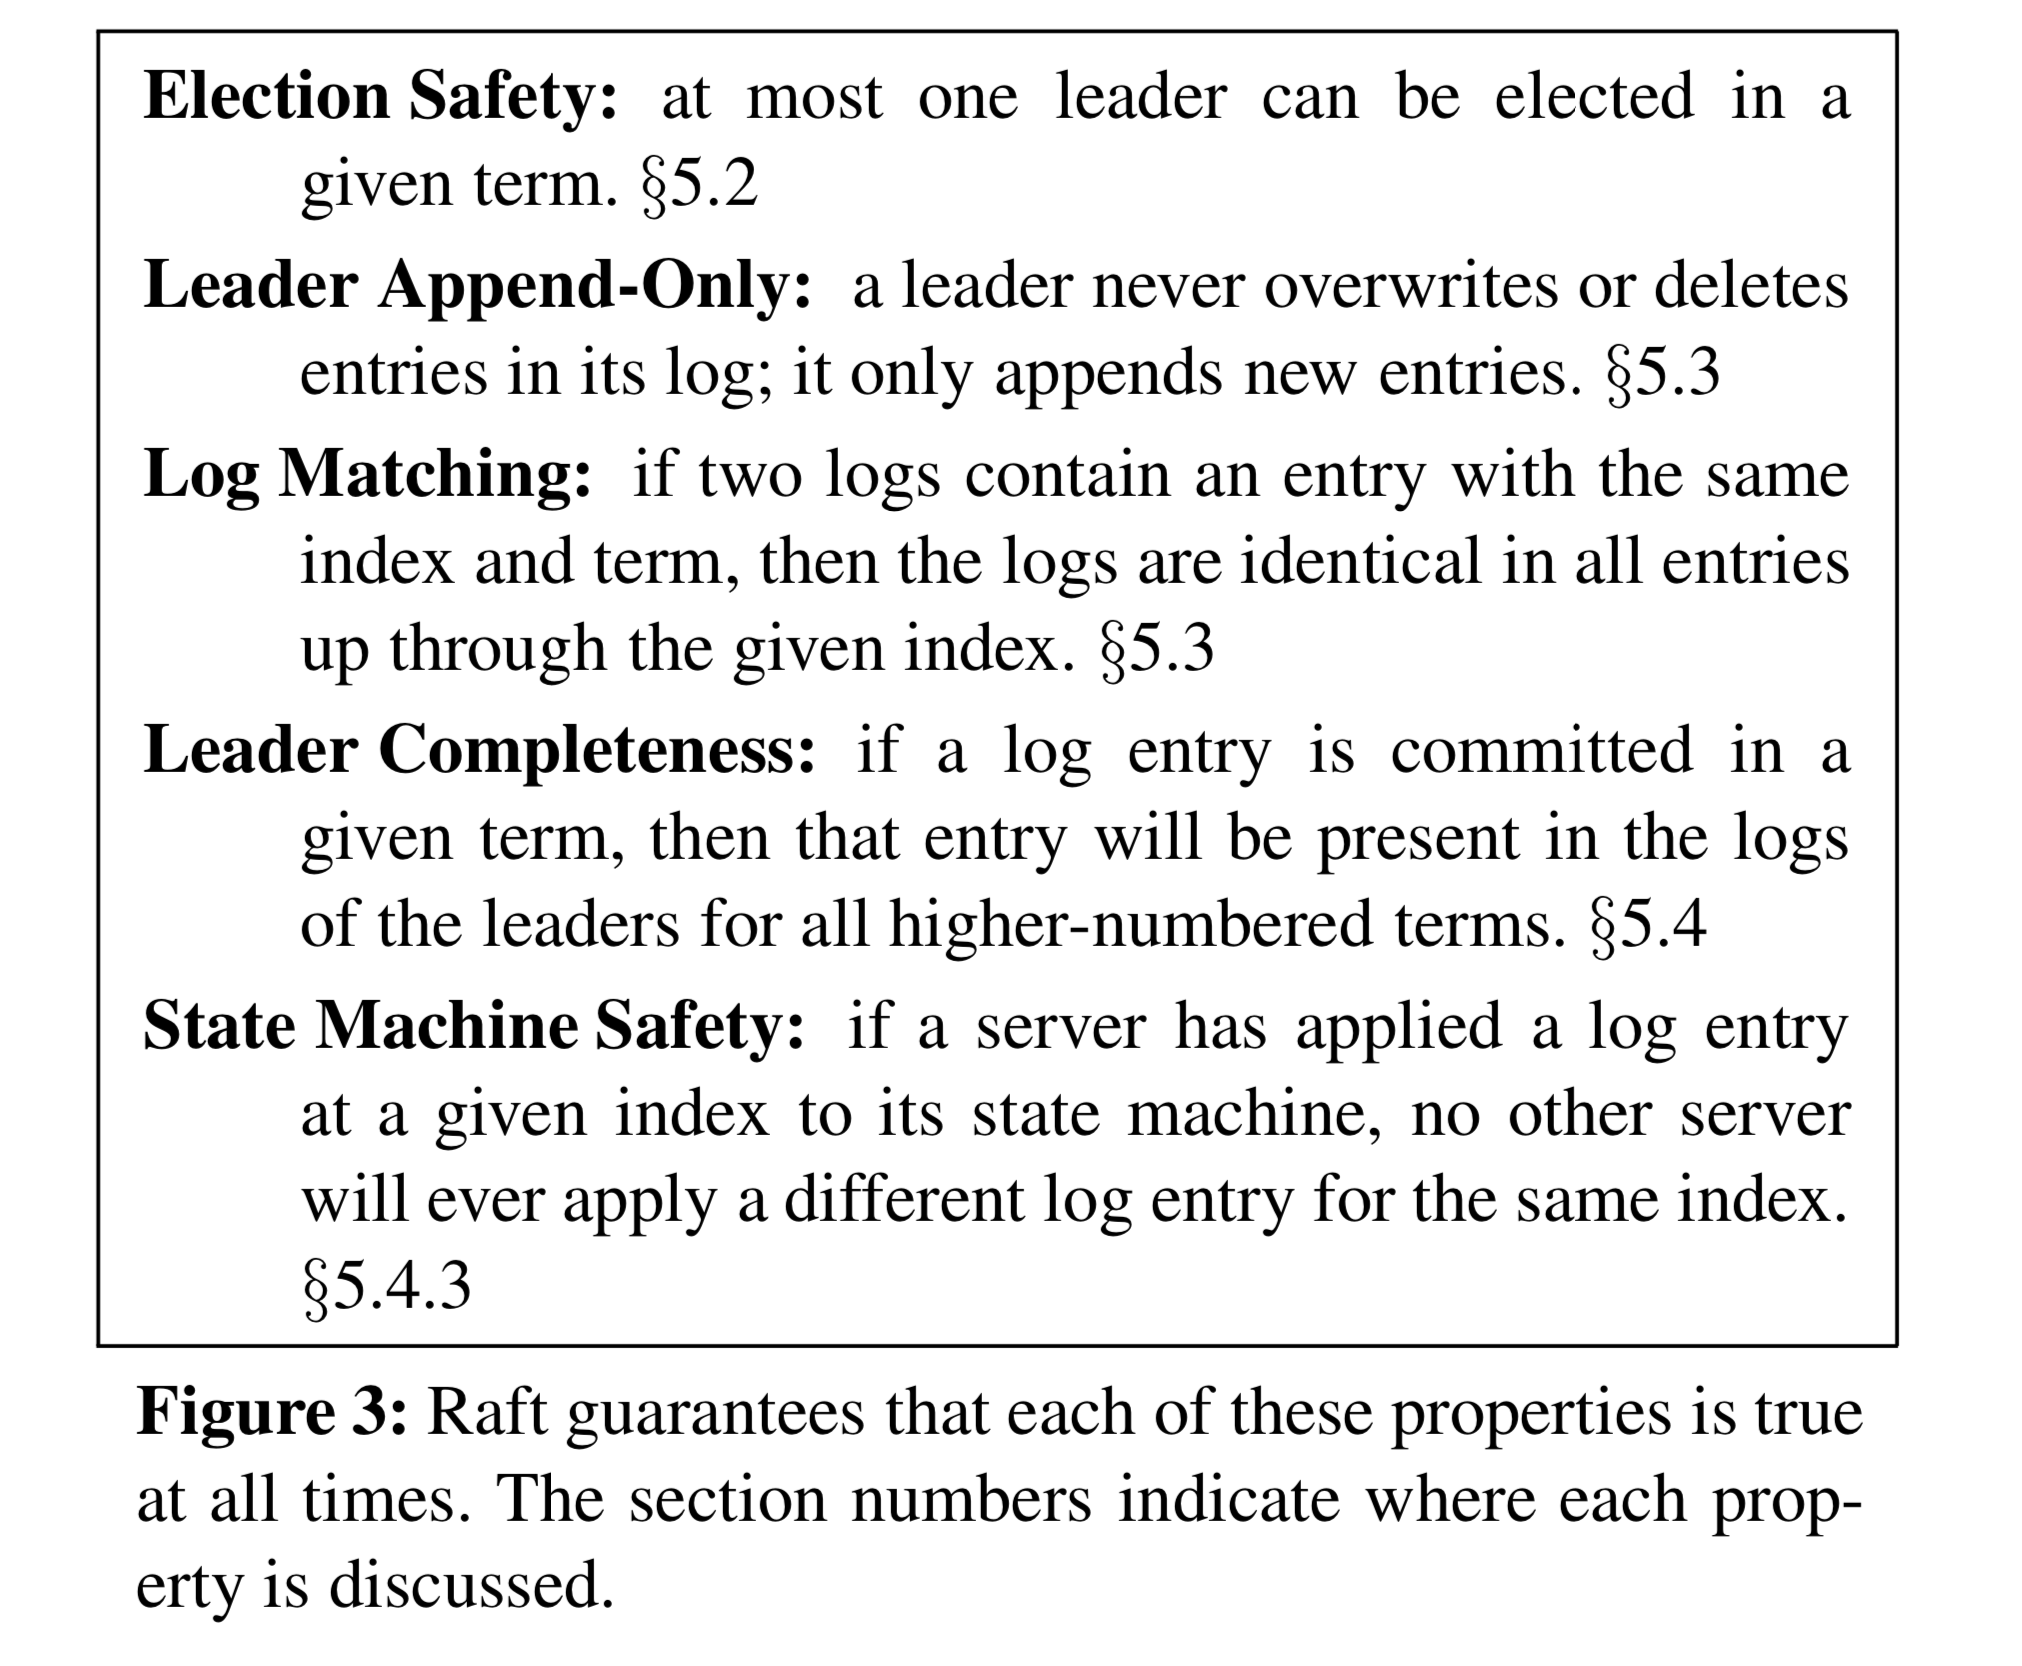 Election Safety: at most one leader can be elected in a
given term. §5.2
Leader Append-Only: a leader never overwrites or deletes
entries in its log; it only appends new entries. §5.3
Log Matching: if two logs contain an entry with the same
index and term, then the logs are identical in all entries
up through the given index. §5.3
Leader Completeness: if a log entry is committed in a
given term, then that entry will be present in the logs
of the leaders for all higher-numbered terms. §5.4
State Machine Safety: if a server has applied a log entry
at a given index to its state machine, no other server
will ever apply a different log entry for the same index.
§5.4.3
Figure 3: Raft guarantees that each of these properties is true
at all times. The section numbers indicate where each prop-
erty is discussed.